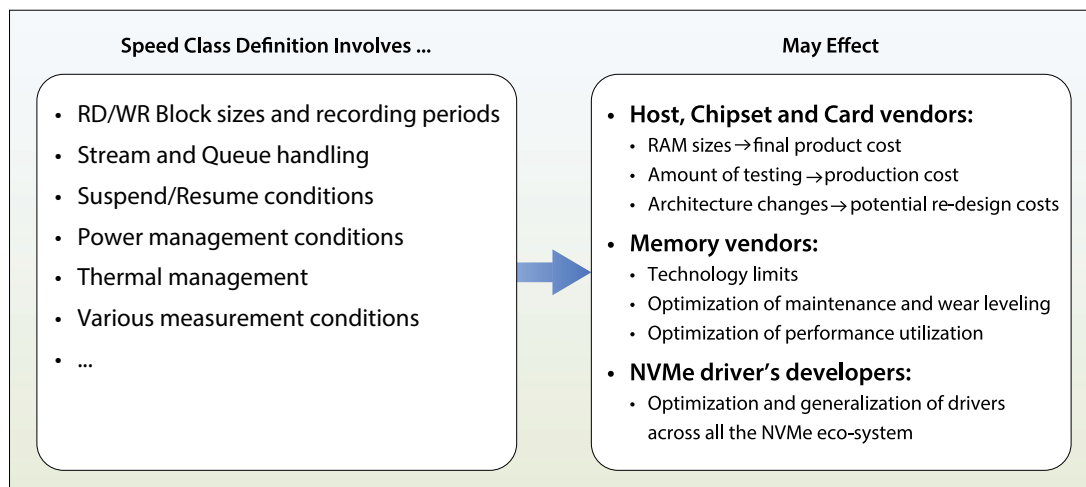 Speed Class Definition Involves ...
• RD/WR Block sizes and recording periods
• Stream and Queue handling
• Suspend/Resume conditions
• Power management conditions
• Thermal management
• Various measurement conditions
• ...
May Effect
• Host, Chipset and Card vendors:
• RAM sizes→final product cost
• Amount of testing→production cost
• Architecture changes→potential re-design costs
• Memory vendors:
• Technology limits
• Optimization of maintenance and wear leveling
• Optimization of performance utilization
• NVMe driver’s developers:
• Optimization and generalization of drivers
across all the NVMe eco-system